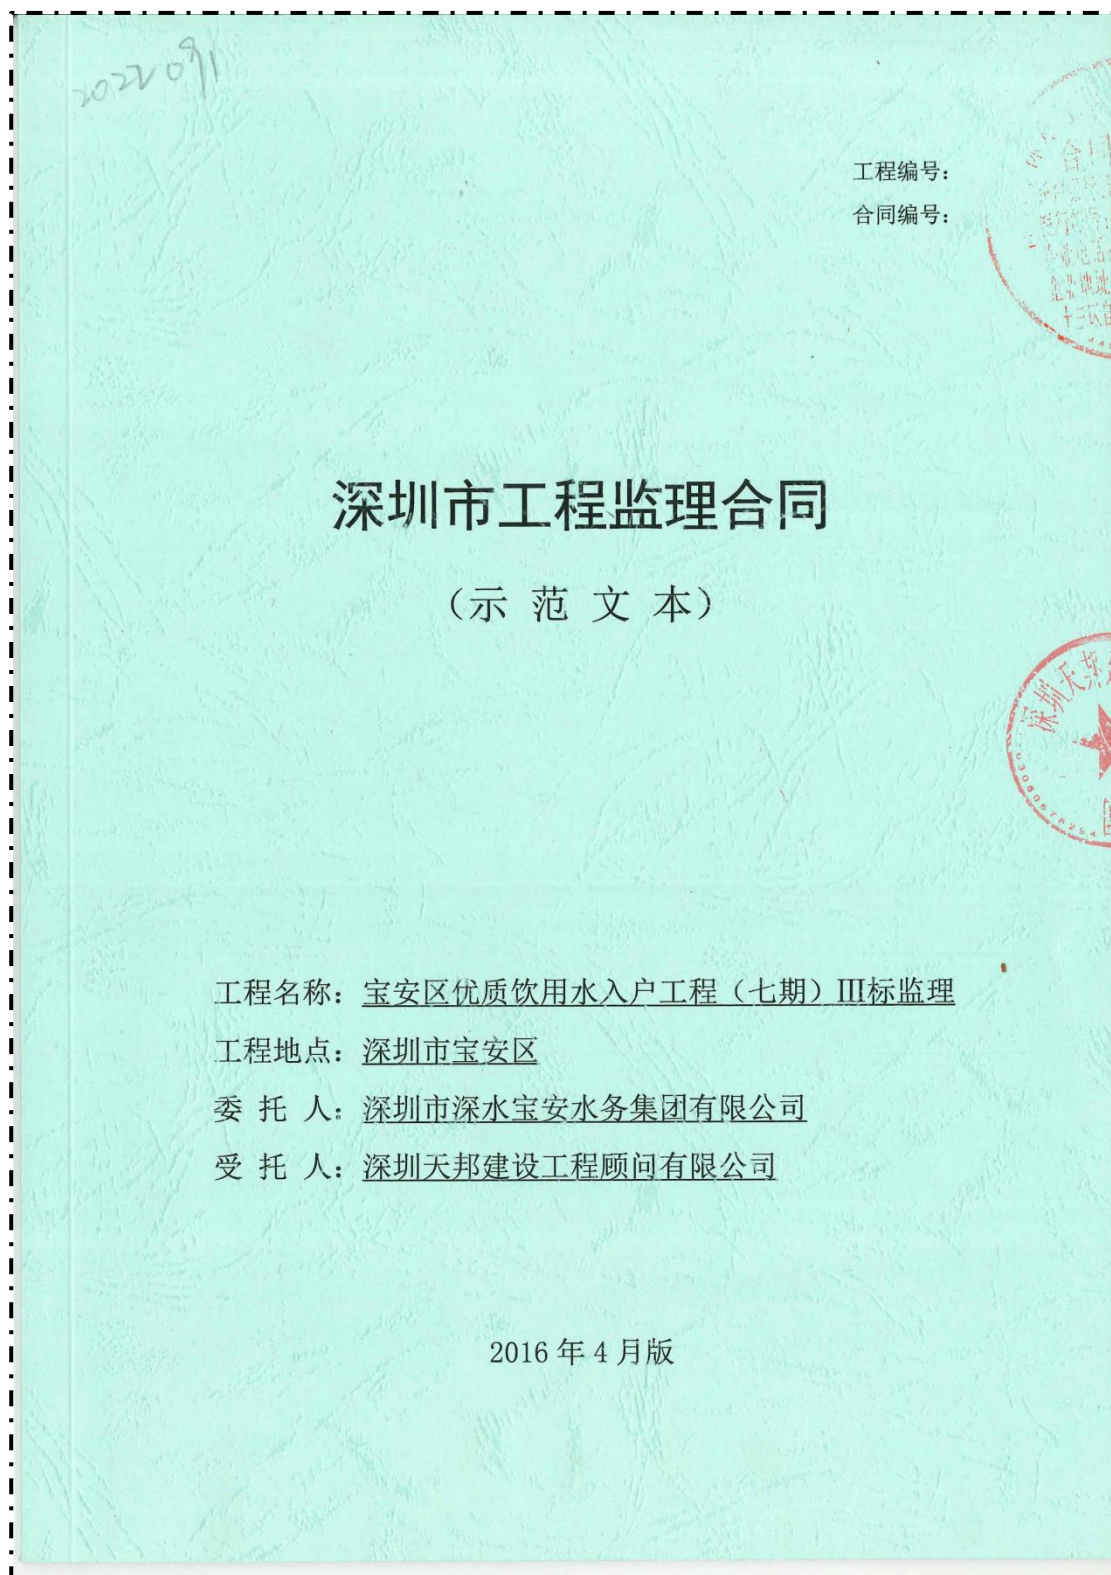 2022091
工程编号：
合同编号：
深圳市工程监理合同
（示 范 文 本）
深圳天
工程名称：宝安区优质饮用水入户工程（七期）III标监理
工程地点：深圳市宝安区
委 托 人：深圳市深水宝安水务集团有限公司
受 托 人：深圳天邦建设工程顾问有限公司
2016 年 4 月版